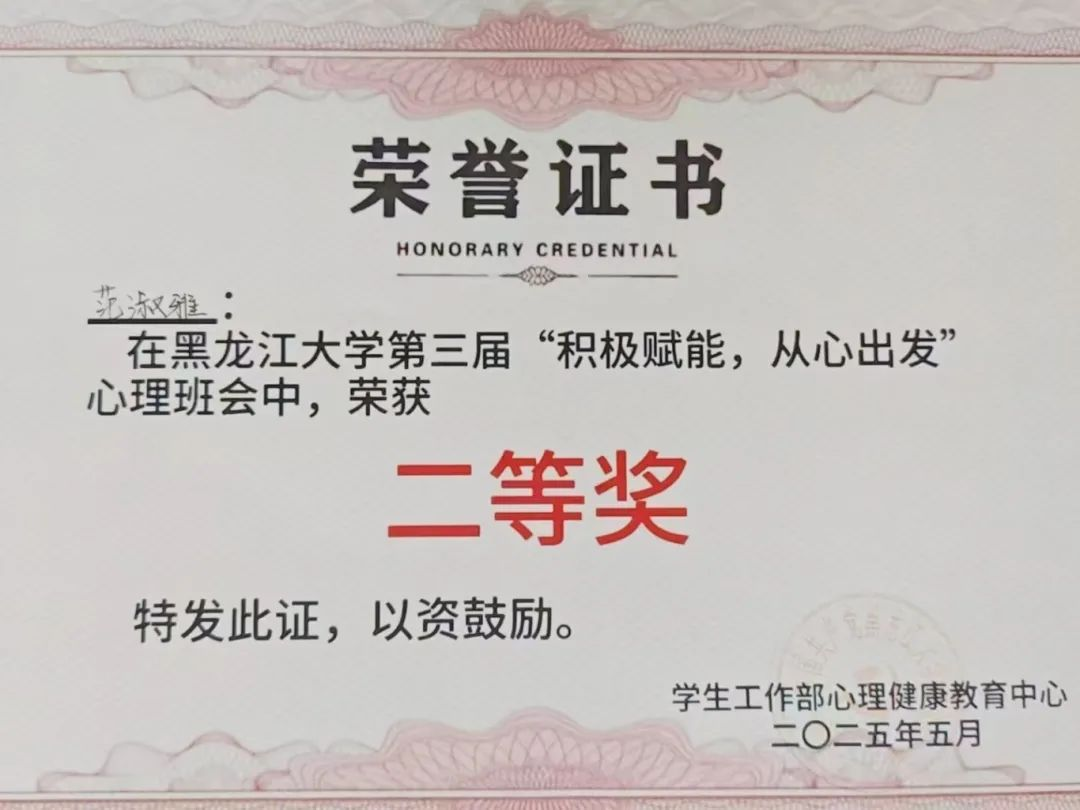 荣誉证书
HONORARY CREDENTIAL
范淑雅：
在黑龙江大学第三届“积极赋能，从心出发”
心理班会中，荣获
二等奖
特发此证，以资鼓励。
学生工作部心理健康教育中心
二〇二五年五月